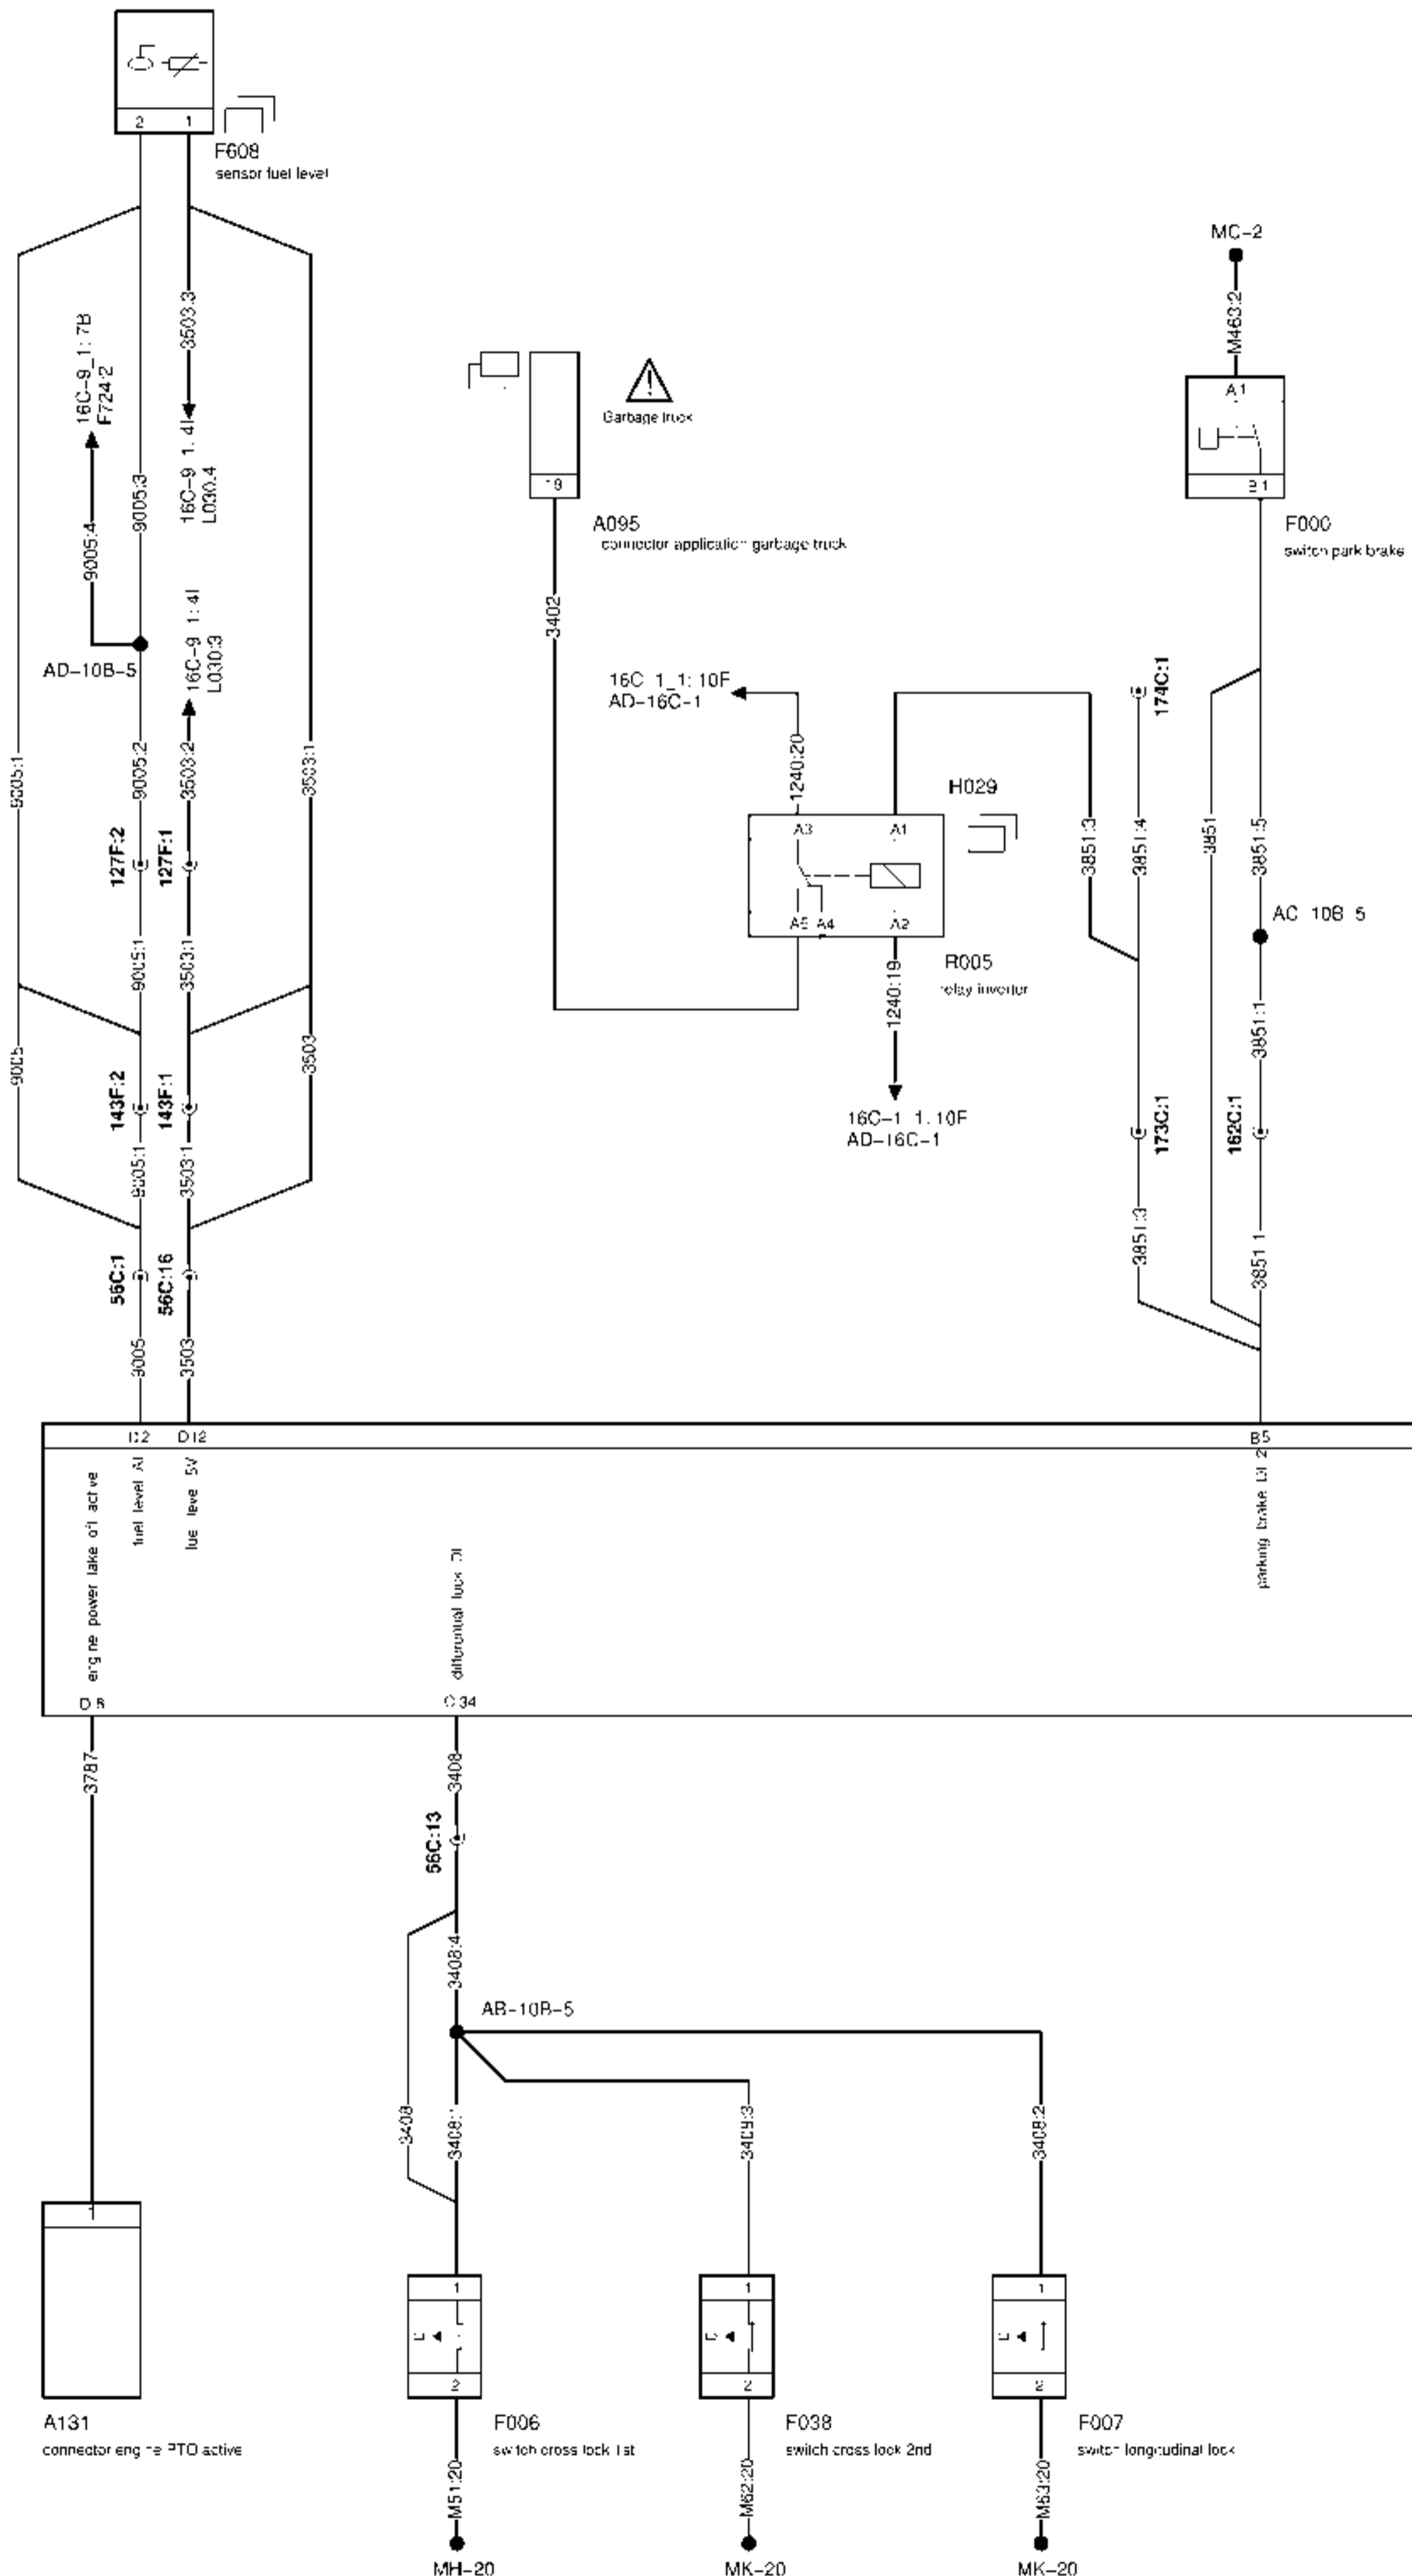 2 1
F608
sensor fuel level
MC-2
M463:2
3503:3
16C-9_1: 7B
F724:2
9005:3
9005:4
16C-9 1. 4I
L030:4
Garbage truck
19
A095
connector application garbage truck
A1
B1
F000
switch park brake
AD-10B-5
16C-9 1: 4I
L030:3
3402
16C 1_1: 10F
AD-16C-1
174C:1
9005:1
9005:2
3503:2
3503:1
1240:20
H029
127F:2
127F:1
A3 A1
3851:3
3851:4
3851
3851:5
A5 A4 A2
AC 10B 5
R005
relay inverter
9005:1
3503:1
1240:19
3851:1
9005
3503
143F:2
143F:1
16C-1 1. 10F
AD-16C-1
173C:1
162C:1
9005:1
3503:1
3851:3
3851 1
56C:1
56C:16
9005
3503
D12
B5
fuel level AI
parking brake
differential lock DI
D 8
C 34
3787
3408
56C:13
3408:4
AB-10B-5
3408
3408:1
3408:2
1
1 1 1
2 2 2
A131
connector engine PTO active
F006
switch cross lock 1st
F038
switch cross lock 2nd
F007
switch longitudinal lock
M51:20
M62:20
M63:20
MH-20
MK-20
MK-20